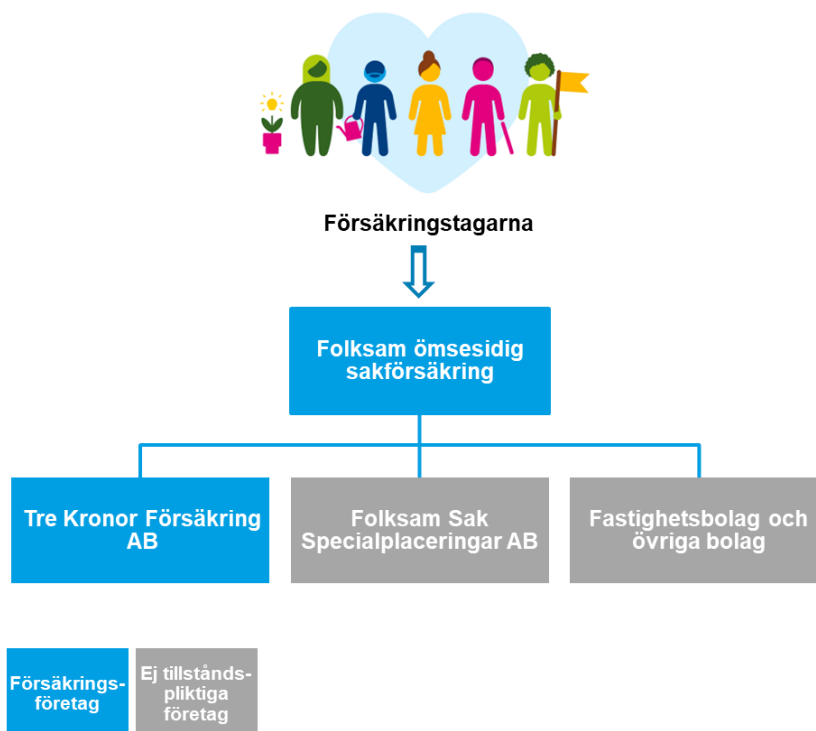 Försäkringstagarna
Folksam ömsesidig
sakförsäkring
Tre Kronor Försäkring
AB
Folksam Sak
Specialplaceringar AB
Fastighetsbolag och
övriga bolag
Försäkrings-
företag
Ej tillstånds-
pliktiga
företag